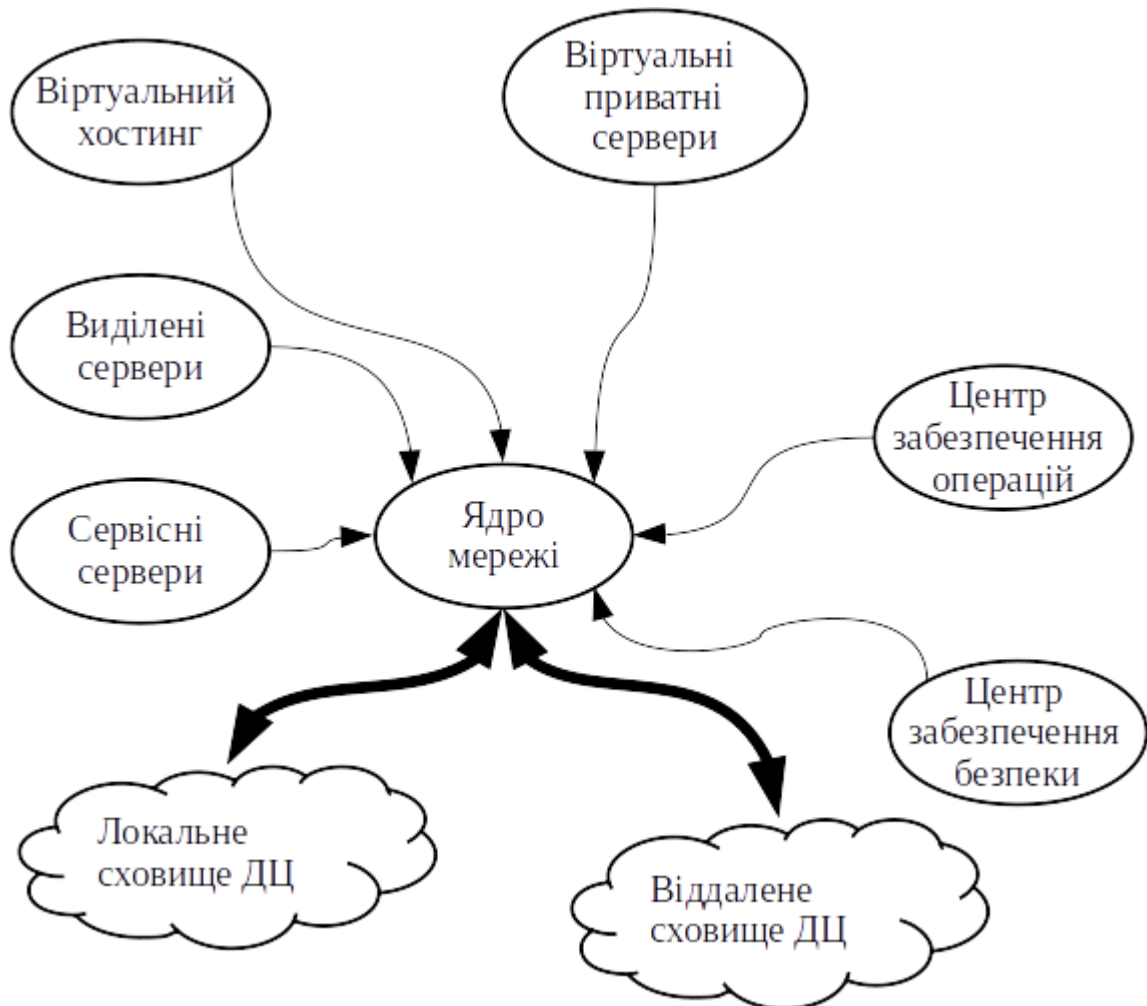 Віртуальний
хостинг
Віртуальні
приватні
сервери
Виділені
сервери
Центр
забезпечення
операцій
Сервісні
сервери
Ядро
мережі
Центр
забезпечення
безпеки
Локальне
сховище ДЦ
Віддалене
сховище ДЦ